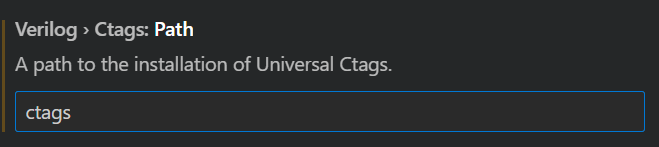 Verilog › Ctags: Path
A path to the installation of Universal Ctags.
ctags